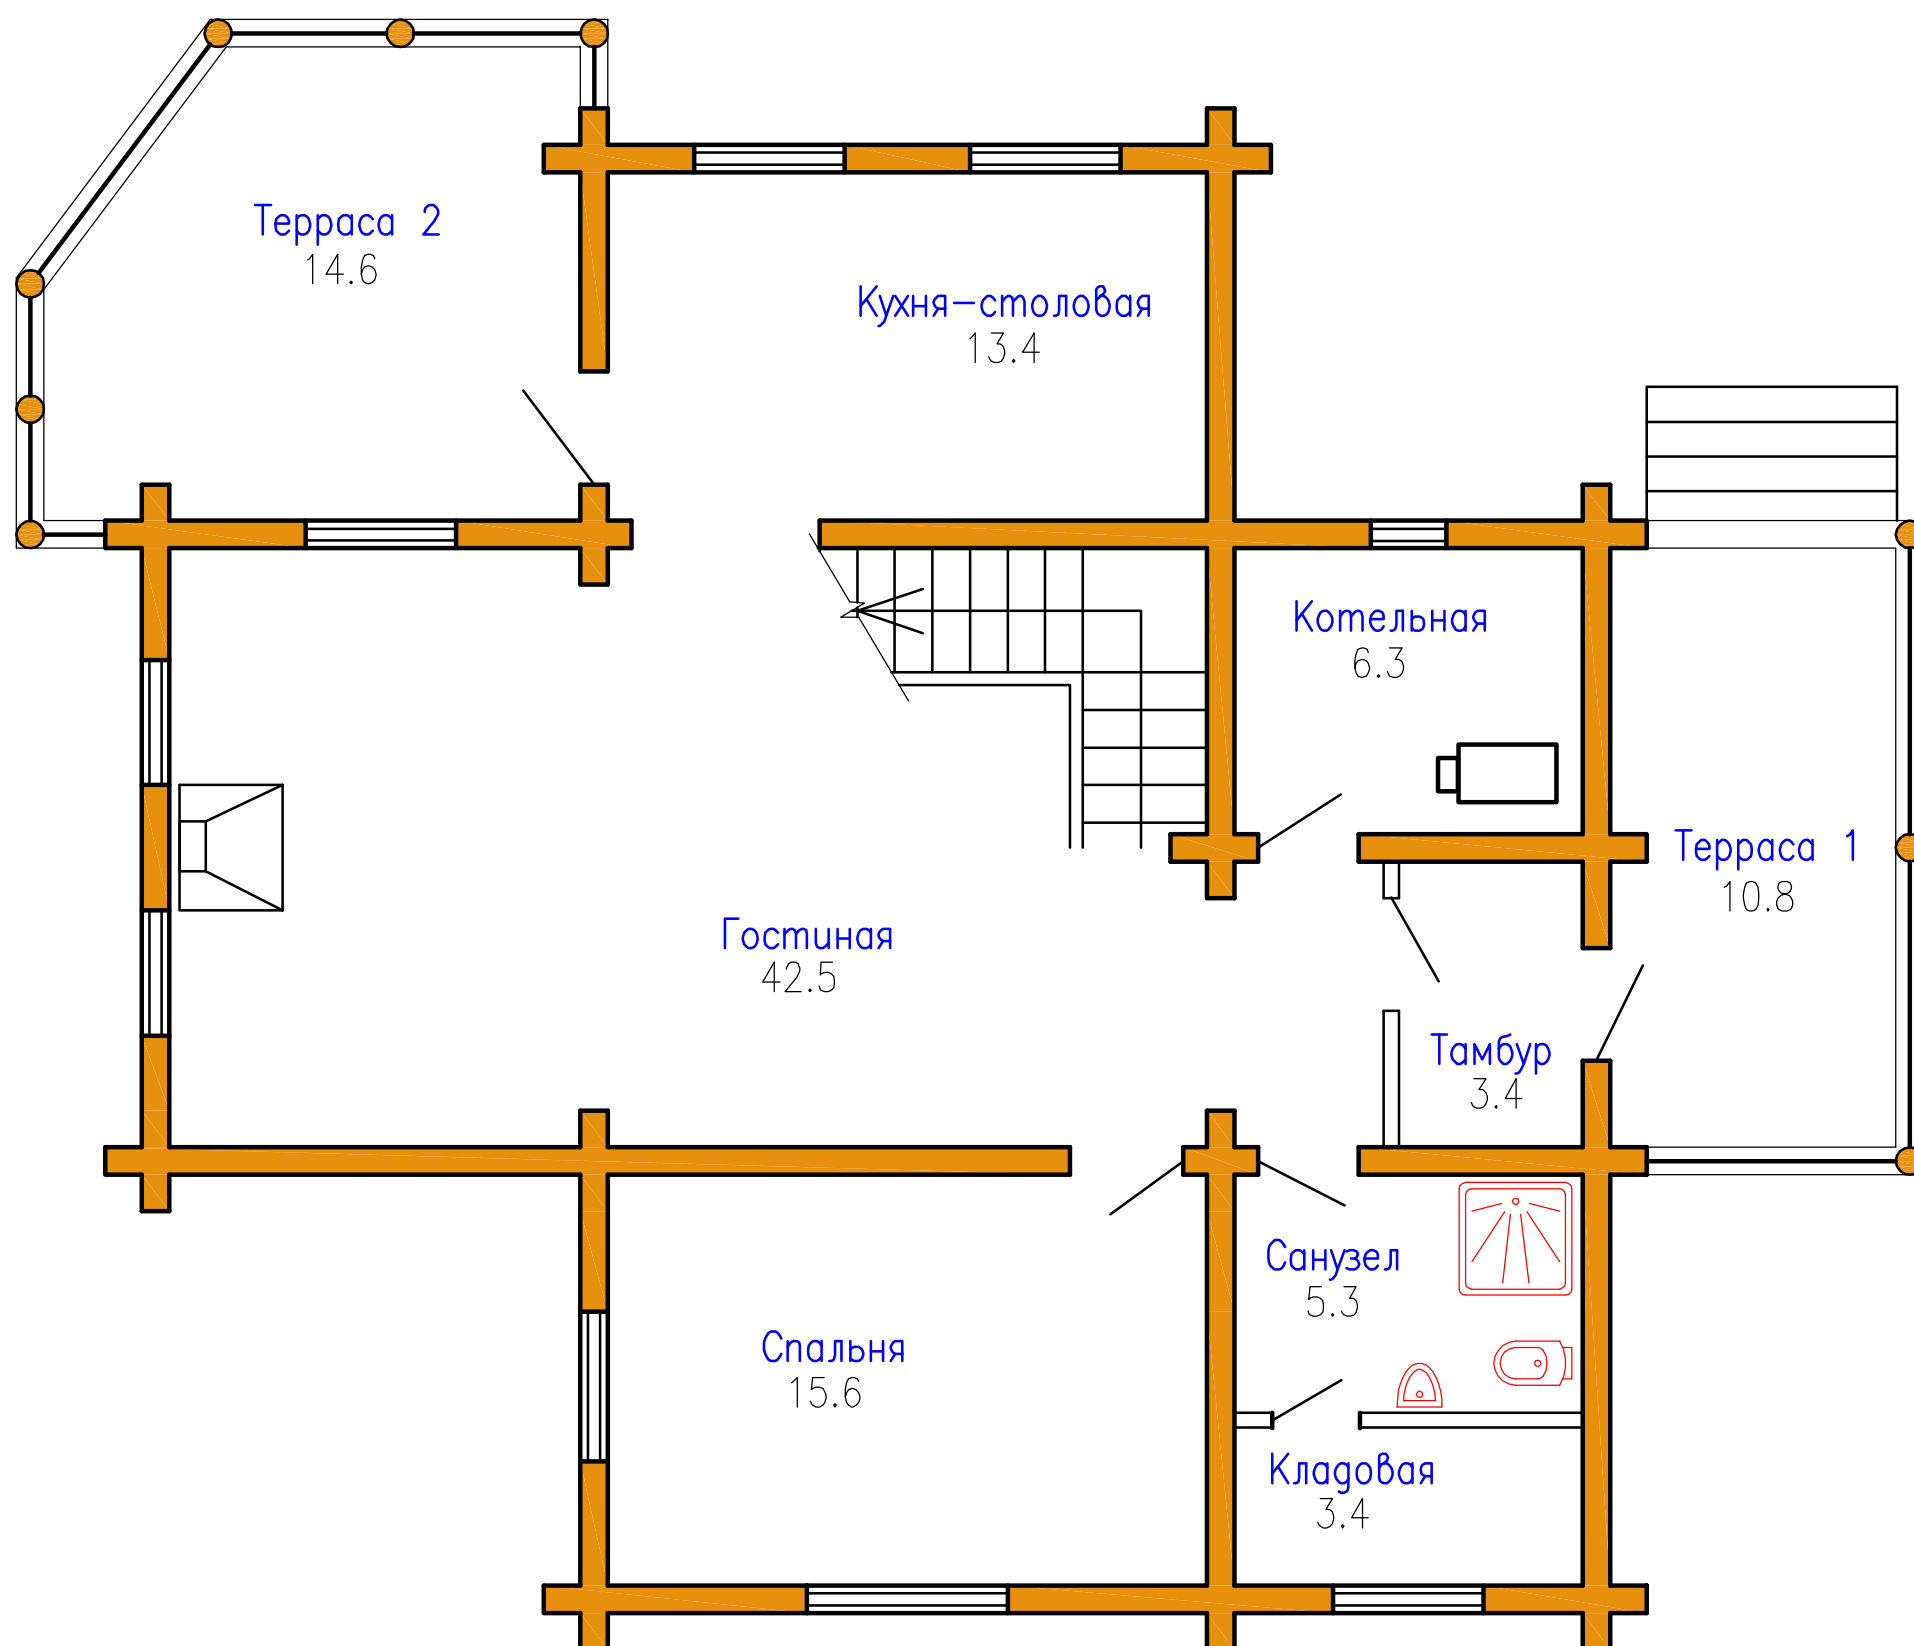 Терраса 2
14.6
Кухня-столовая
13.4
Котельная
6.3
Терраса 1
10.8
Гостиная
42.5
Тамбур
3.4
Санузел
5.3
Спальня
15.6
Кладовая
3.4